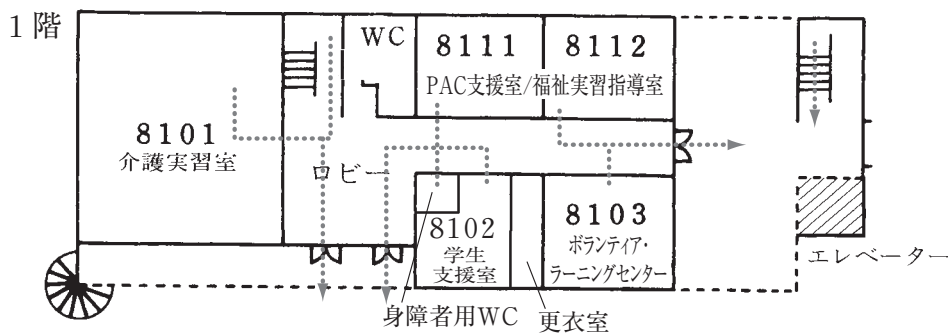 1階
WC
8111
8112
PAC支援室/福祉実習指導室
8101
介護実習室
ロビー
8102
学生
支援室
8103
ボランティア・
ラーニングセンター
エレベーター
身障者用WC
更衣室